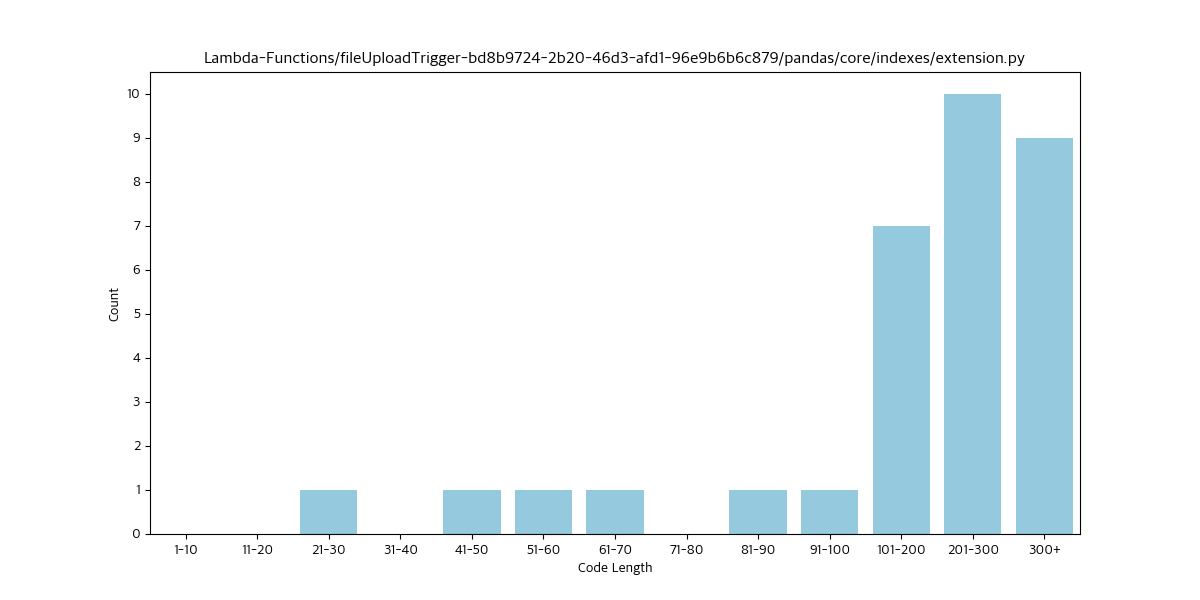 Lambda-Functions/fileUploadTrigger-bd8b9724-2b20-46d3-afd1-96e9b6b6c879/pandas/core/indexes/extension.py
10
9
8
7
6
5
4
3
2
1
0
Count
1-10 11-20 21-30 31-40 41-50 51-60 61-70 71-80 81-90 91-100 101-200 201-300 300+
Code Length